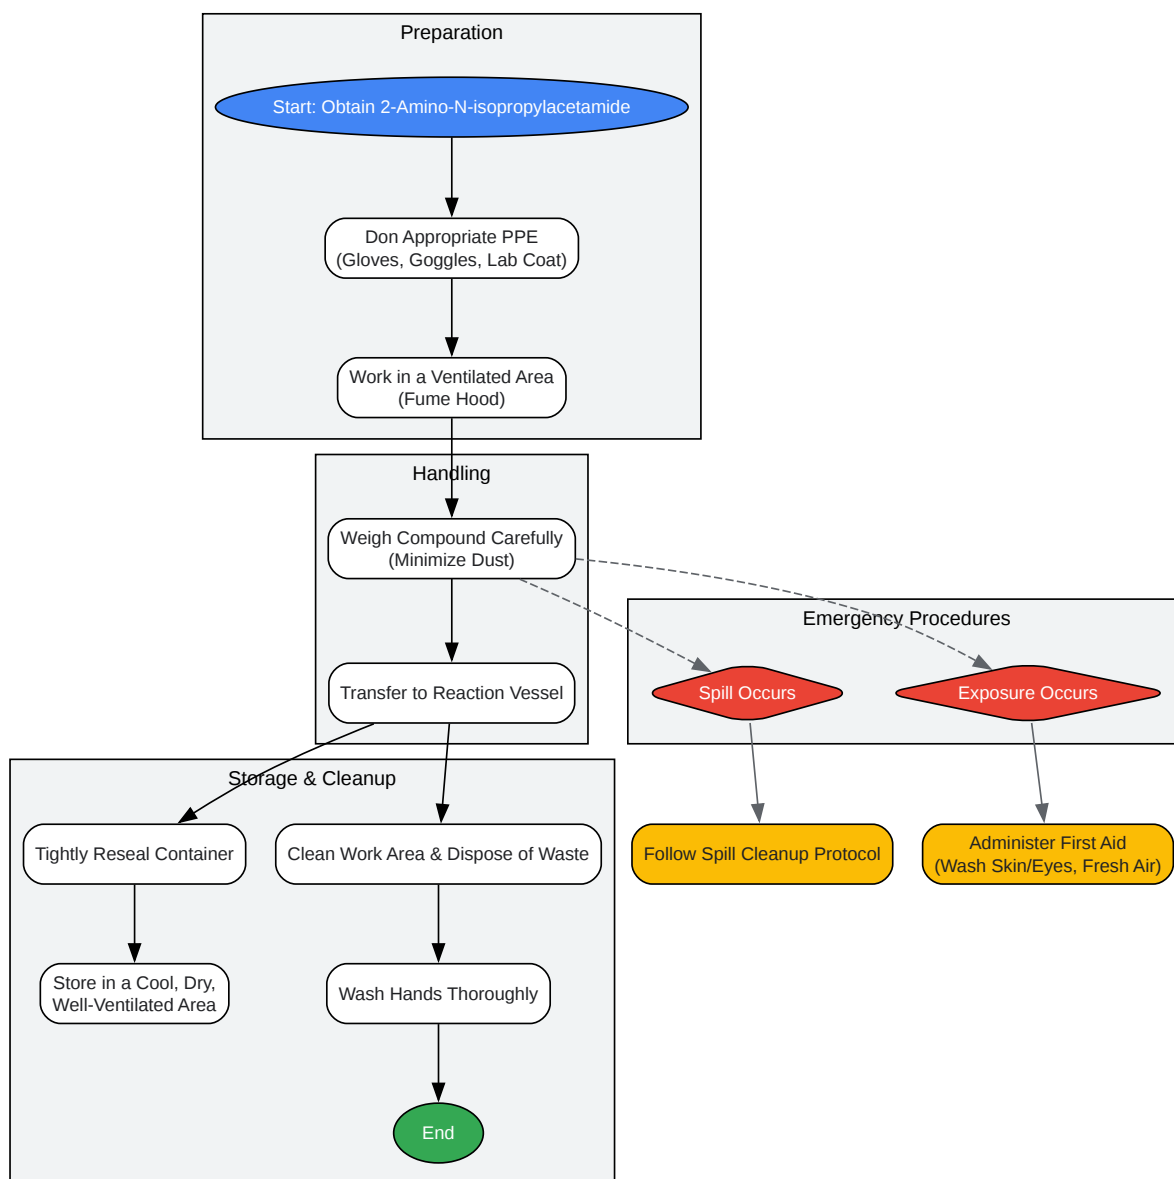 Preparation
Start: Obtain 2-Amino-N-isopropylacetamide
Don Appropriate PPE
(Gloves, Goggles, Lab Coat)
Work in a Ventilated Area
(Fume Hood)
Handling
Weigh Compound Carefully
(Minimize Dust)
Transfer to Reaction Vessel
Emergency Procedures
Spill Occurs
Exposure Occurs
Follow Spill Cleanup Protocol
Administer First Aid
(Wash Skin/Eyes, Fresh Air)
Storage & Cleanup
Tightly Reseal Container
Clean Work Area & Dispose of Waste
Store in a Cool, Dry,
Well-Ventilated Area
Wash Hands Thoroughly
End